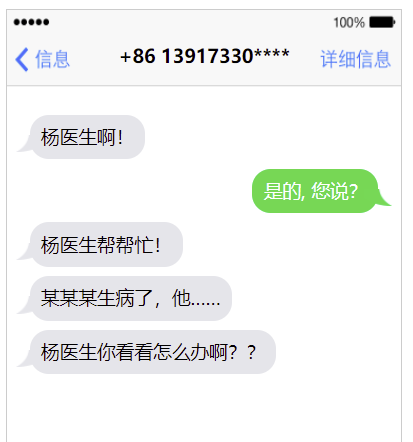 100%
信息
+86 13917330****
详细信息
杨医生啊！
是的, 您说？
杨医生帮帮忙！
某某某生病了，他……
杨医生你看看怎么办啊？？